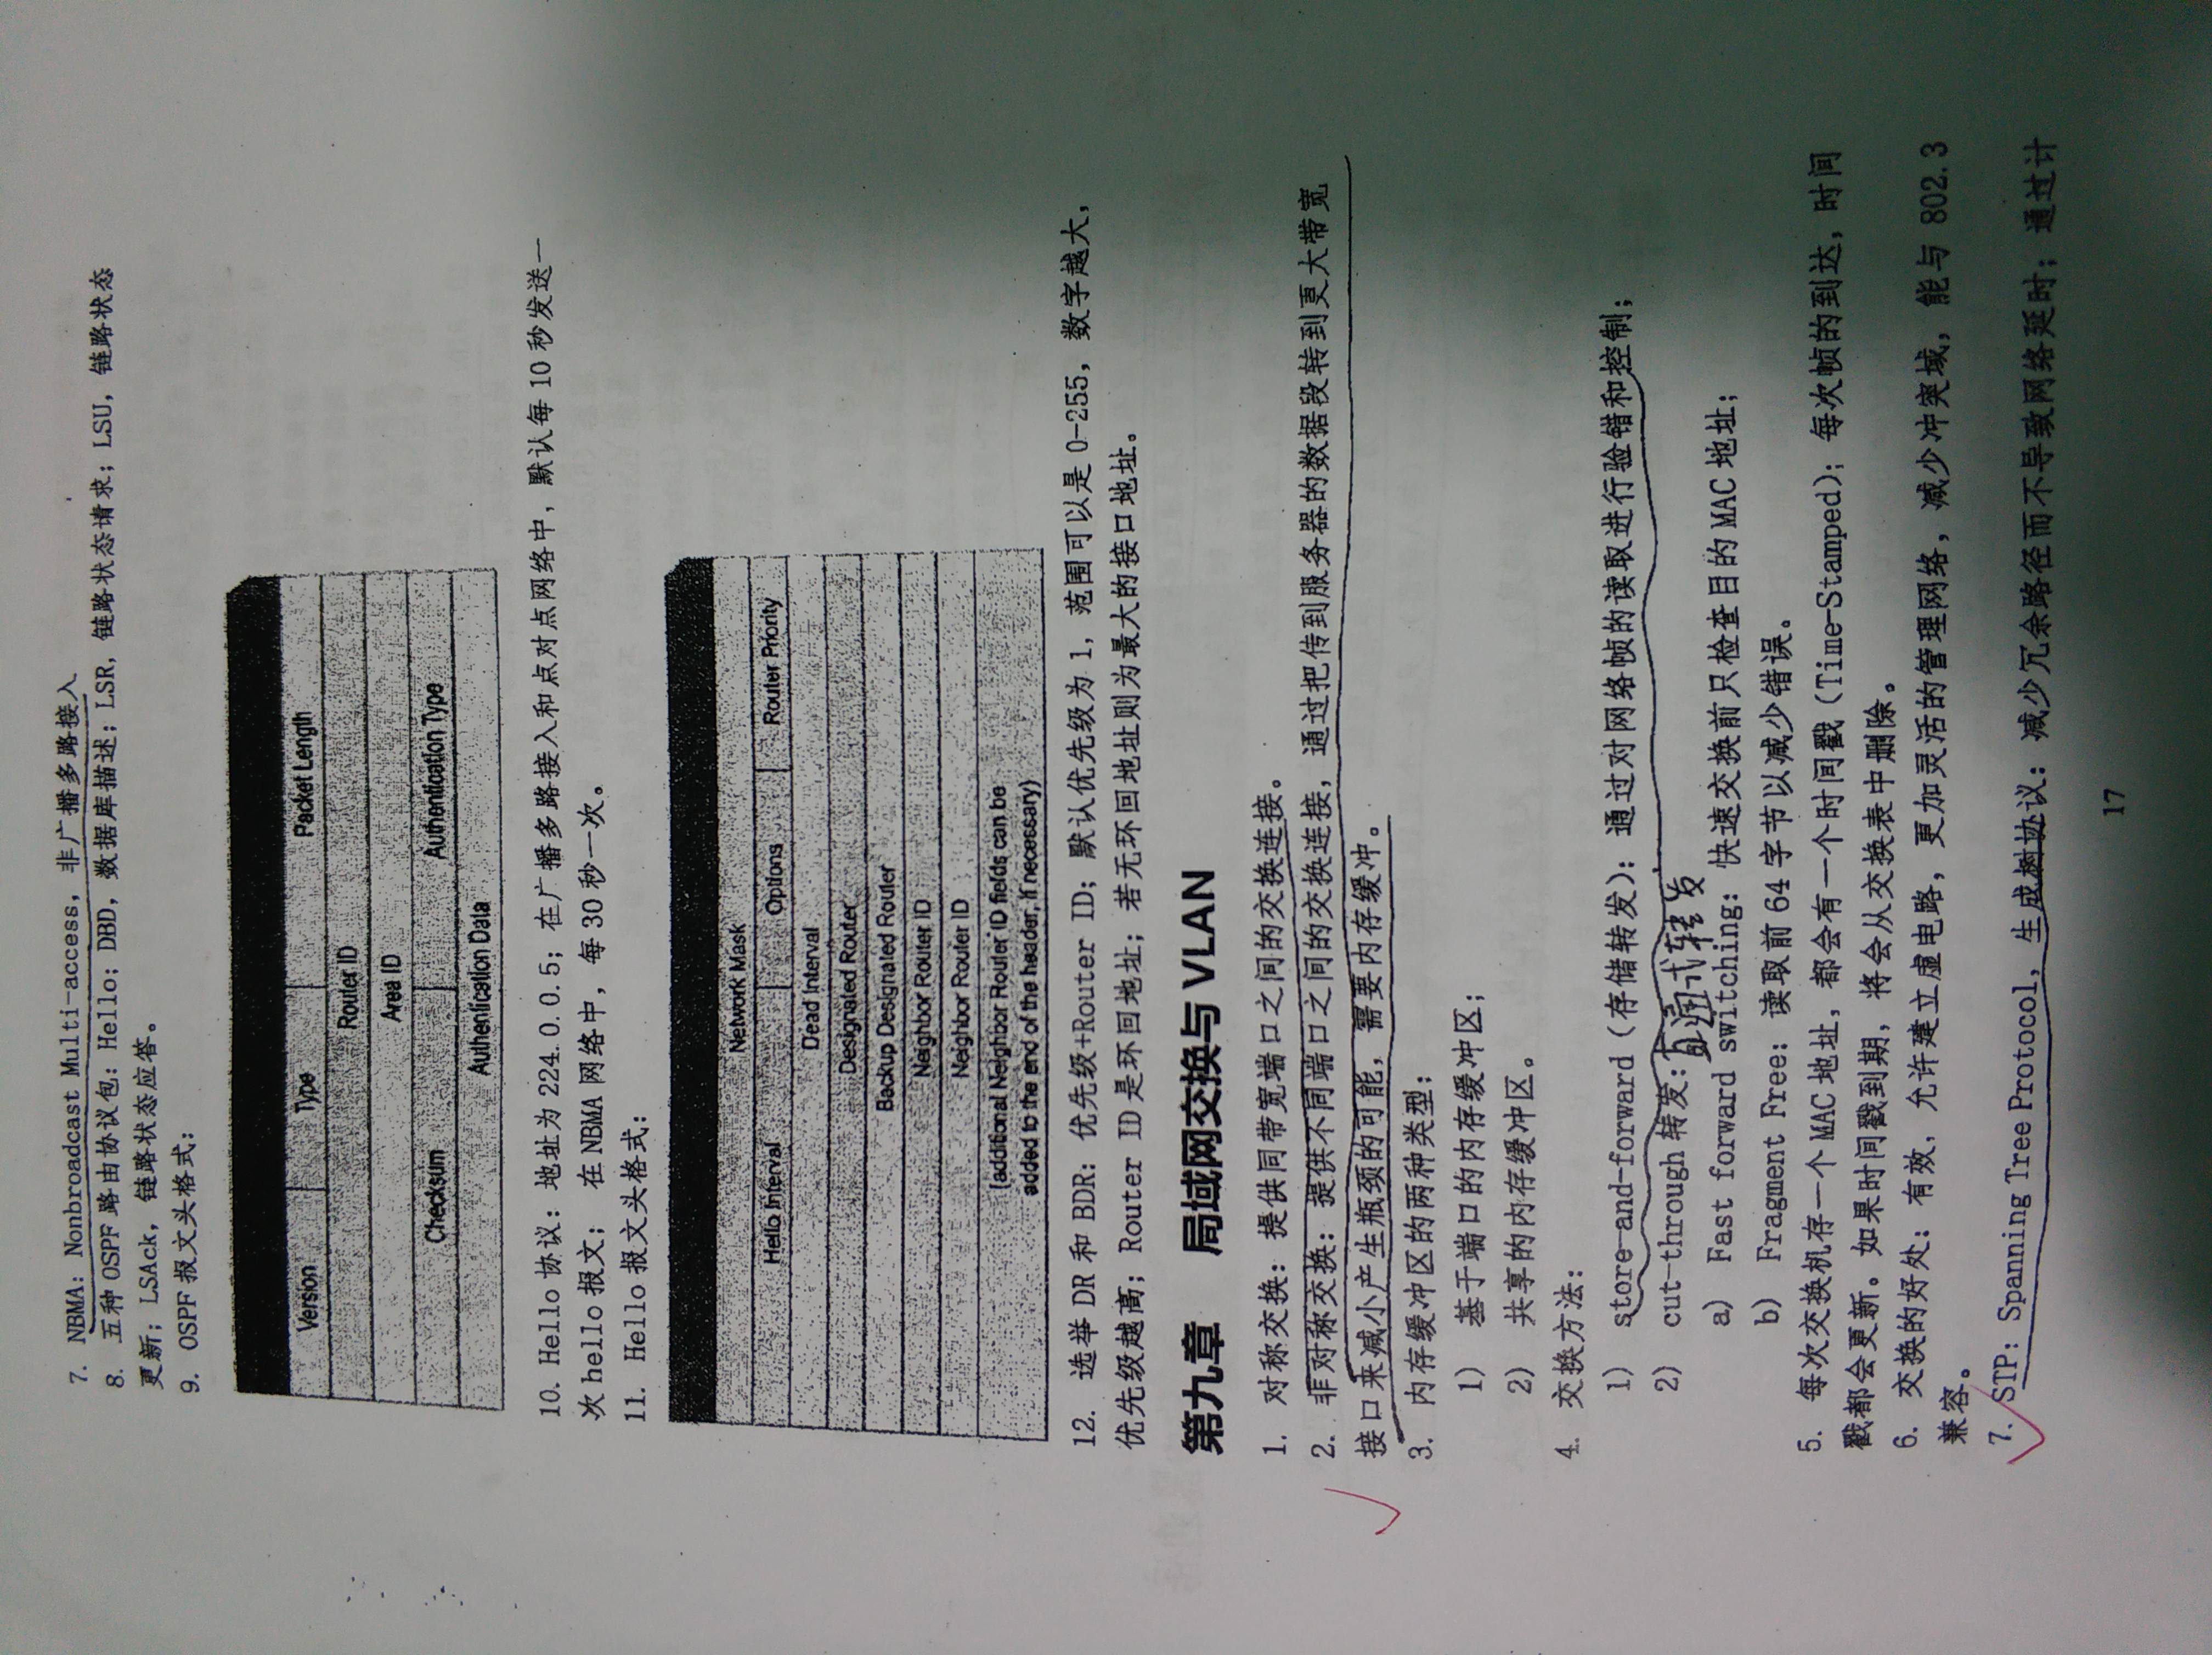 7. NBMA: Nonbroadcast Multi-access, 非广播多路接入
8. 五种 OSPF 路由协议包: Hello; DBD, 数据库描述; LSR, 链路状态请求; LSU, 链路状态
更新; LSAck, 链路状态应答。
9. OSPF 报文头格式:
Version Type Packet Length
Router ID
Area ID
Checksum Authentication Type
Authentication Data
10. Hello 协议: 地址为 224.0.0.5; 在广播多路接入和点对点网络中, 默认每 10 秒发送一
次 hello 报文; 在 NBMA 网络中, 每 30 秒一次。
11. Hello 报文头格式:
Network Mask
Hello Interval Options Router Priority
Dead Interval
Designated Router
Backup Designated Router
Neighbor Router ID
Neighbor Router ID
(additional Neighbor Router ID fields can be
added to the end of the header, if necessary)
12. 选举 DR 和 BDR: 优先级+Router ID; 默认优先级为 1, 范围可以是 0-255, 数字越大,
优先级越高; Router ID 是环回地址; 若无环回地址则为最大的接口地址。
第九章 局域网交换与 VLAN
1. 对称交换: 提供同带宽端口之间的交换连接。
2. 非对称交换: 提供不同端口之间的交换连接, 通过把传到服务器的数据段转到更大带宽
接口来减小产生瓶颈的可能, 需要内存缓冲。
3. 内存缓冲区的两种类型:
1) 基于端口的内存缓冲区;
2) 共享的内存缓冲区。
4. 交换方法:
1) store-and-forward (存储转发): 通过对网络帧的读取进行验错和控制;
2) cut-through 转发: 直通式转发
a) Fast forward switching: 快速交换前只检查目的 MAC 地址;
b) Fragment Free: 读取前 64 字节以减少错误。
5. 每次交换机存一个 MAC 地址, 都会有一个时间戳 (Time-Stamped); 每次帧的到达, 时间
戳都会更新。如果时间戳到期, 将会从交换表中删除。
6. 交换的好处: 有效, 允许建立虚电路, 更加灵活的管理网络, 减少冲突域, 能与 802.3
兼容。
7. STP: Spanning Tree Protocol, 生成树协议: 减少冗余路径而不导致网络延时; 通过计
17